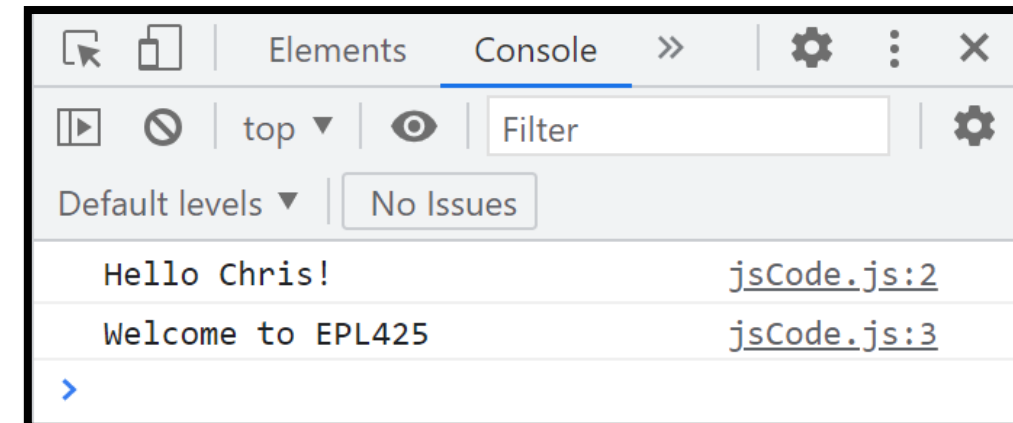 Elements Console »
top ▼ Filter
Default levels ▼ No Issues
Hello Chris! jsCode.js:2
Welcome to EPL425 jsCode.js:3
>